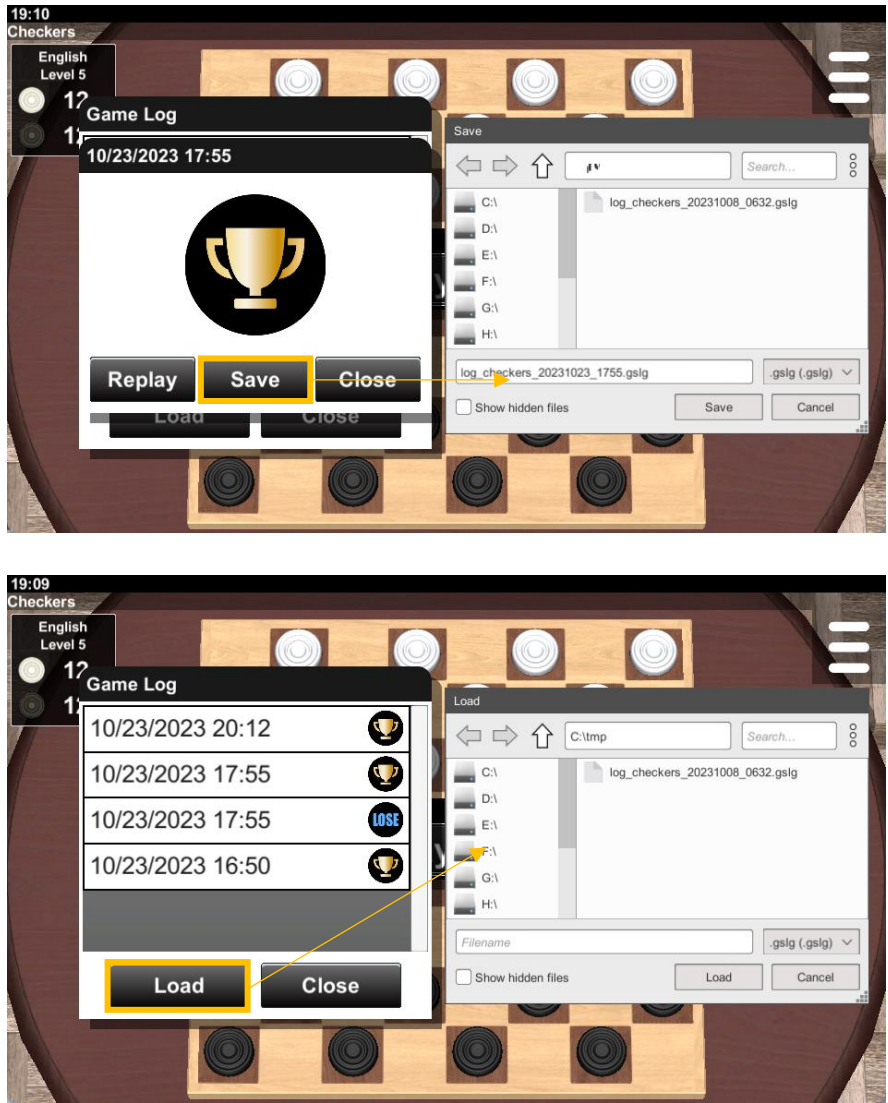 19:10
Checkers
English
Level 5
12
Game Log
10/23/2023 17:55
Replay Save Close
Load Close
Save
Search...
C:\ log_checkers_20231008_0632.gslg
D:\
E:\
F:\
G:\
H:\
log_checkers_20231023_1755.gslg .gslg (.gslg)
Show hidden files Save Cancel
19:09
Checkers
English
Level 5
12
Game Log
10/23/2023 20:12
10/23/2023 17:55
10/23/2023 17:55 LOSE
10/23/2023 16:50
Load Close
Load
C:\tmp Search...
C:\ log_checkers_20231008_0632.gslg
D:\
E:\
F:\
G:\
H:\
Filename .gslg (.gslg)
Show hidden files Load Cancel